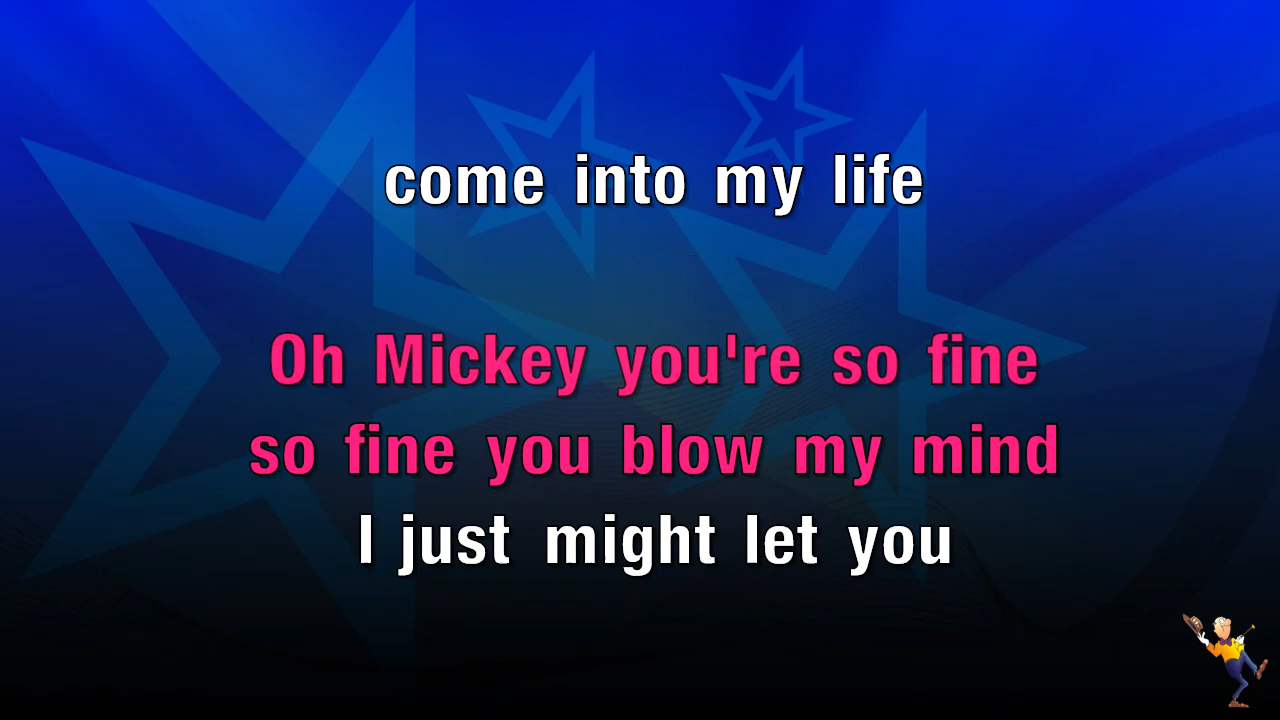 come into my life
Oh Mickey you're so fine
so fine you blow my mind
I just might let you